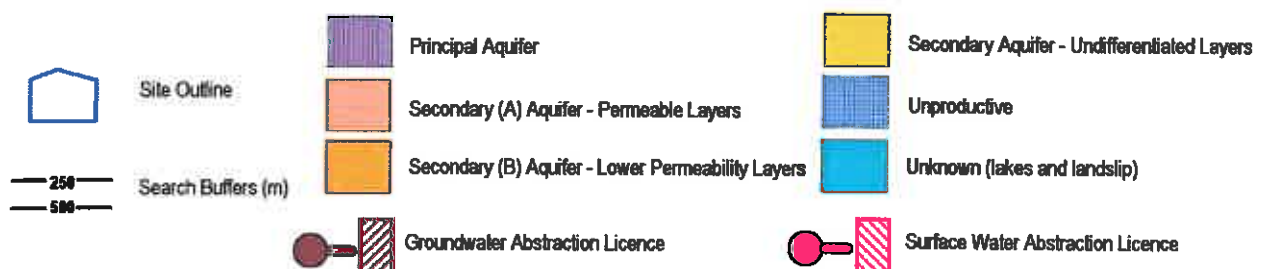 Site Outline
250
500
Search Buffers (m)
Principal Aquifer
Secondary (A) Aquifer - Permeable Layers
Secondary (B) Aquifer - Lower Permeability Layers
Groundwater Abstraction Licence
Secondary Aquifer - Undifferentiated Layers
Unproductive
Unknown (lakes and landslip)
Surface Water Abstraction Licence